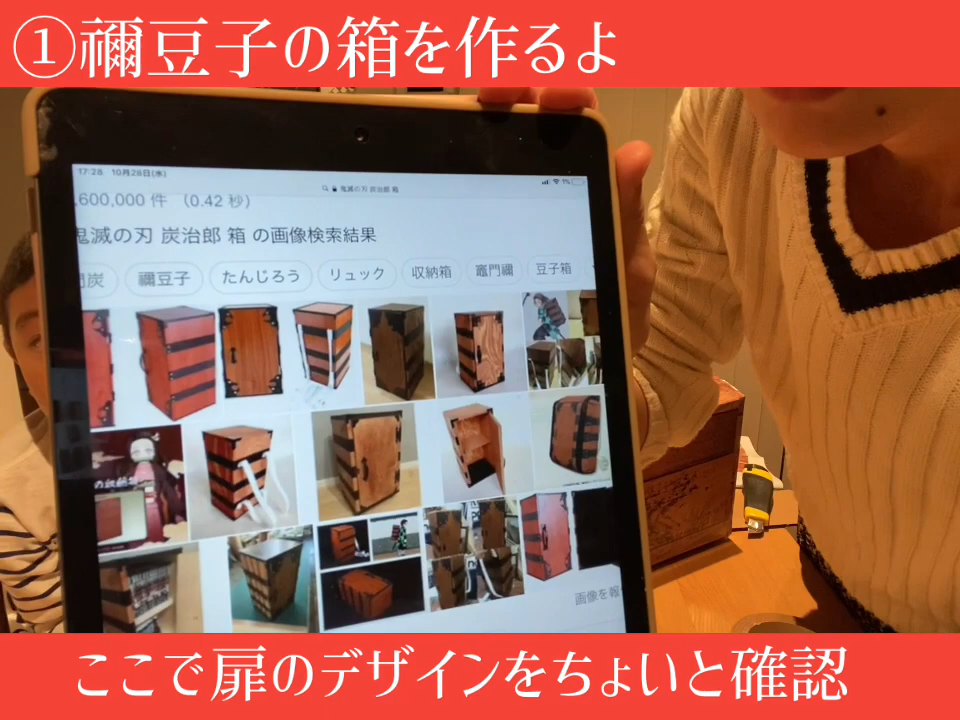 ①禰豆子の箱を作るよ
17:28 10月28日(水)
鬼滅の刃 炭治郎 箱
1%
,600,000 件 (0.42 秒)
鬼滅の刃 炭治郎 箱 の画像検索結果
炭
禰豆子
たんじろう
リュック
収納箱
竈門禰
豆子箱
画像を報
ここで扉のデザインをちょいと確認